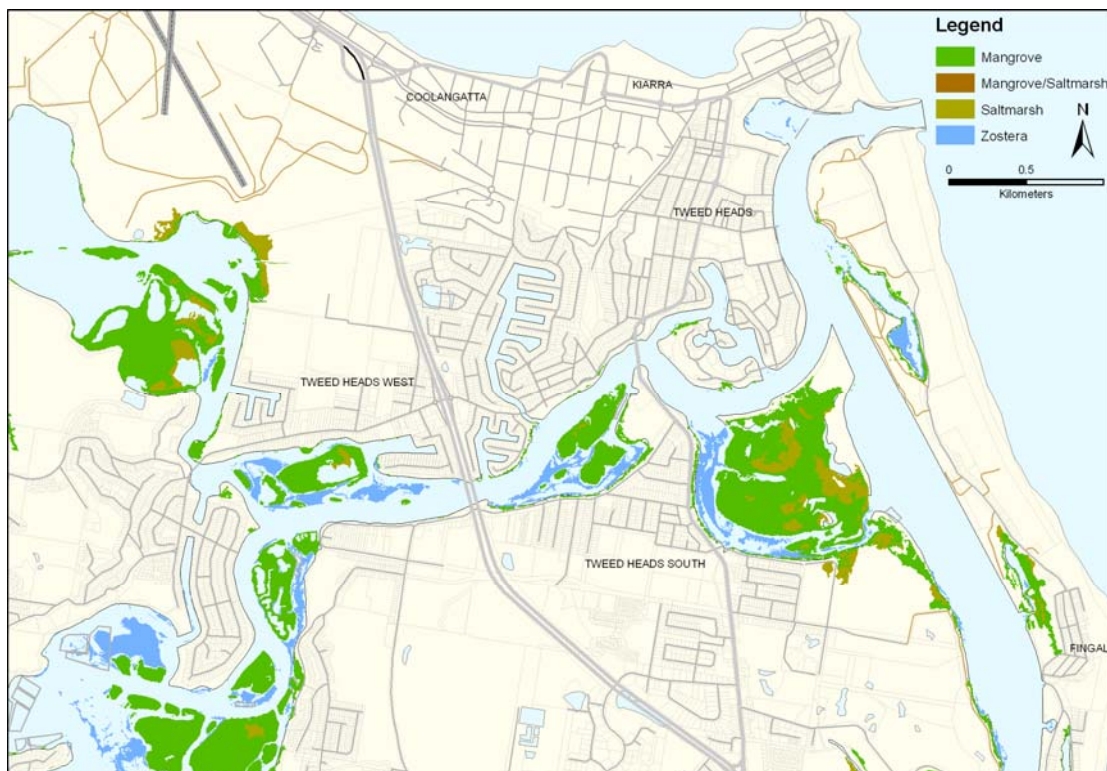 Legend
Mangrove
Mangrove/Saltmarsh
Saltmarsh
Zostera
N
0 0.5
Kilometers
KIARRA
COOLANGATTA
TWEED HEADS
TWEED HEADS WEST
TWEED HEADS SOUTH
FINGAL